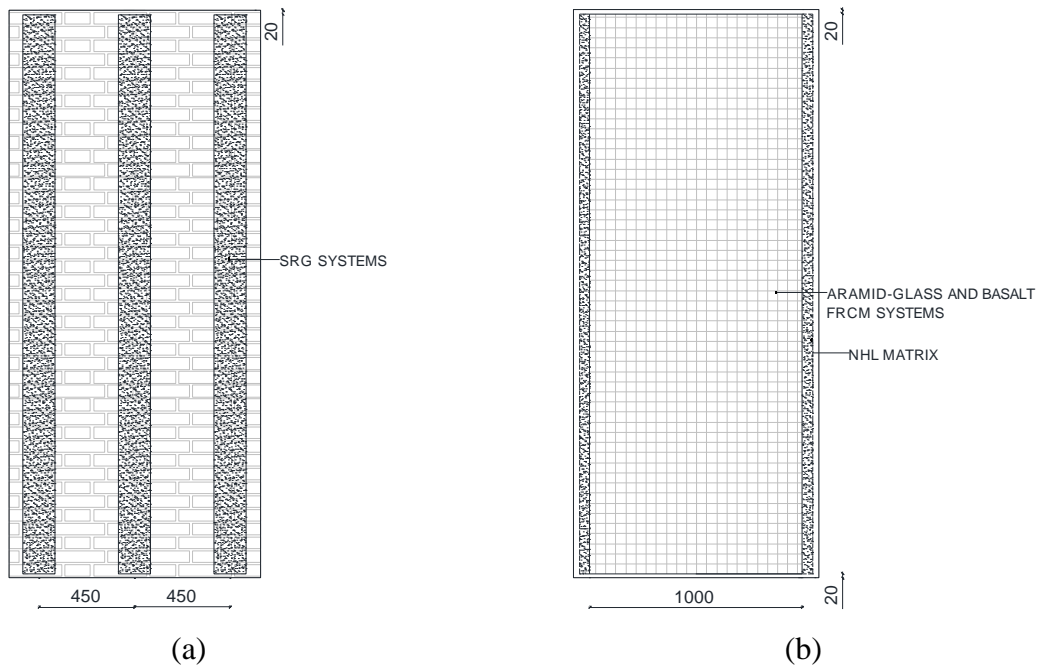 20
SRG SYSTEMS
450
450
(a)
20
ARAMID-GLASS AND BASALT
FRCM SYSTEMS
NHL MATRIX
1000
20
(b)